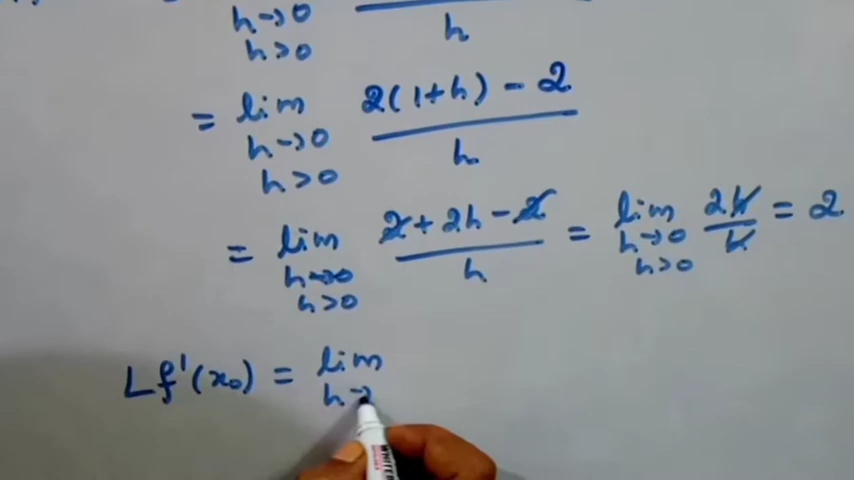 h→0
h>0
h
= lim 2(1+h) - 2
h→0
h
h>0
= lim 2+2h-2 = lim 2h = 2
h→0 h h→0 h
h>0 h>0
Lf'(x₀) = lim
h→